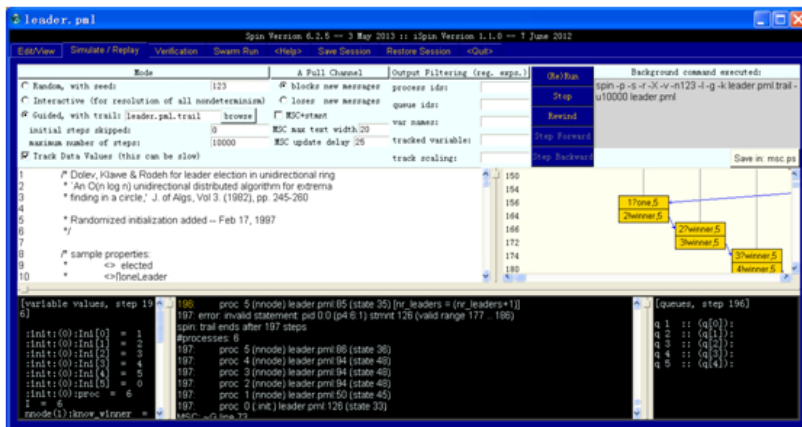 leader.pml
Spin Version 6.2.5 -- 3 May 2013 :: iSpin Version 1.1.0 -- 7 June 2012
Edit/View Simulate / Replay Verification Swarm Run <Help> Save Session Restore Session <Quit>
Mode A Full Channel Output Filtering (reg. exps.) (Re)Run Background command executed:
Random, with seed: 123 blocks new messages process ids: spin -p -s -r -X -v -n123 -l -g -k leader.pml.trail -
Interactive (for resolution of all nondeterminism) loses new messages queue ids: Stop u10000 leader.pml
Guided, with trail: leader.pml.trail browse MSC+stmnt var names: Rewind
initial steps skipped: 0 MSC max text width 20 tracked variable: Step Forward
maximum number of steps: 10000 MSC update delay 25
Track Data Values (this can be slow) track scaling: Step Backward Save in: msc.ps
1 /* Dolev, Klawe & Rodeh for leader election in unidirectional ring
2 * `An O(n log n) unidirectional distributed algorithm for extrema
3 * finding in a circle,' J. of Algs, Vol 3. (1982), pp. 245-260
4
5 * Randomized initialization added -- Feb 17, 1997
6 */
7
8 /* sample properties:
9 * <> elected
10 * <>[]oneLeader
150
154
156 1?one,5
164 2!winner,5
166 2?winner,5
172 3!winner,5
174 3?winner,5
180 4!winner,5
[variable values, step 19
6]
:init:(0):Ini[0] = 1
:init:(0):Ini[1] = 2
:init:(0):Ini[2] = 3
:init:(0):Ini[3] = 4
:init:(0):Ini[4] = 5
:init:(0):Ini[5] = 0
:init:(0):proc = 6
I = 6
nnode(1):know_winner =
196: proc 5 (nnode) leader.pml:85 (state 35) [nr_leaders = (nr_leaders+1)]
197: error: invalid statement: pid 0:0 (p4:6:1) stmnt 126 (valid range 177 .. 186)
spin: trail ends after 197 steps
#processes: 6
197: proc 5 (nnode) leader.pml:86 (state 36)
197: proc 4 (nnode) leader.pml:94 (state 48)
197: proc 3 (nnode) leader.pml:94 (state 48)
197: proc 2 (nnode) leader.pml:94 (state 48)
197: proc 1 (nnode) leader.pml:50 (state 45)
197: proc 0 (:init:) leader.pml:126 (state 33)
MSC: ~G line 73
[queues, step 196]
q 1 :: (q[0]):
q 2 :: (q[1]):
q 3 :: (q[2]):
q 4 :: (q[3]):
q 5 :: (q[4]):